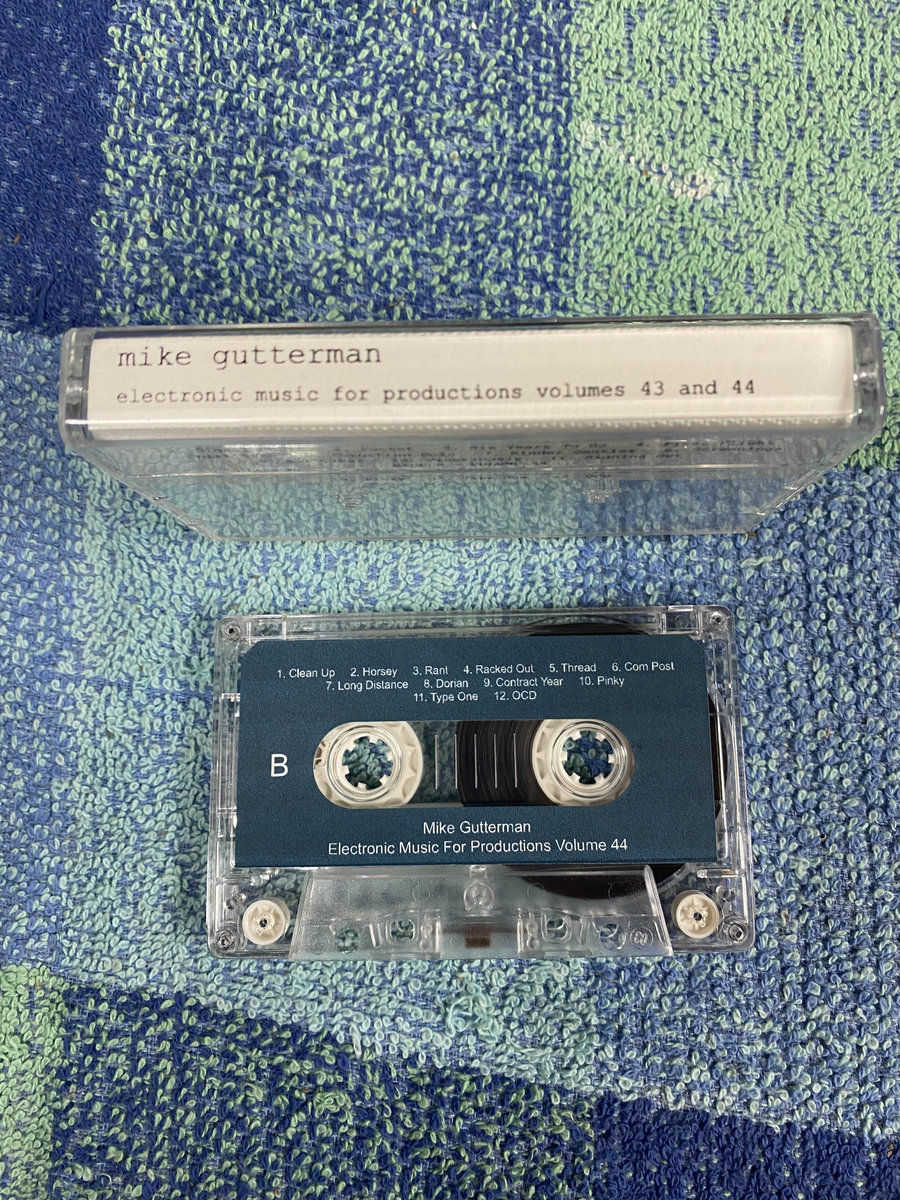 mike gutterman
electronic music for productions volumes 43 and 44
1. Clean Up 2. Horsey 3. Rant 4. Racked Out 5. Thread 6. Com Post
7. Long Distance 8. Dorian 9. Contract Year 10. Pinky
11. Type One 12. OCD
B
Mike Gutterman
Electronic Music For Productions Volume 44